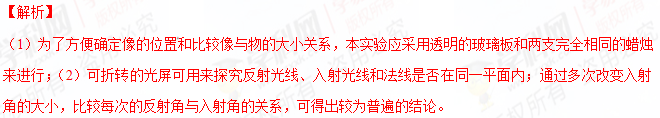 【解析】
（1）为了方便确定像的位置和比较像与物的大小关系，本实验应采用透明的玻璃板和两支完全相同的蜡烛
来进行；（2）可折转的光屏可用来探究反射光线、入射光线和法线是否在同一平面内；通过多次改变入射
角的大小，比较每次的反射角与入射角的关系，可得出较为普遍的结论。